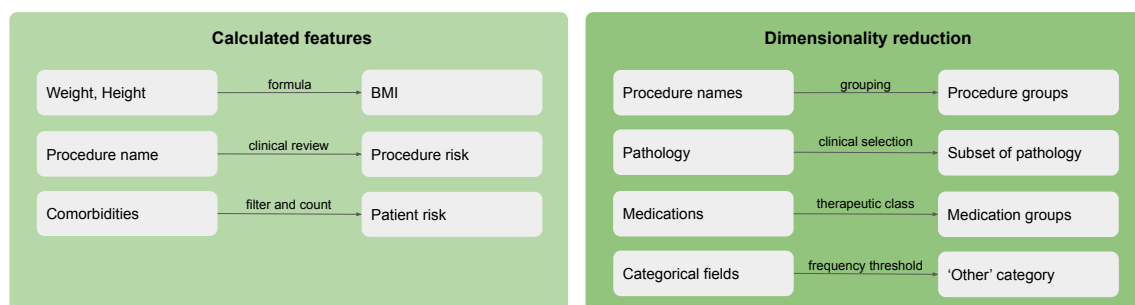 Calculated features
Weight, Height
formula
BMI
Procedure name
clinical review
Procedure risk
Comorbidities
filter and count
Patient risk
Dimensionality reduction
Procedure names
grouping
Procedure groups
Pathology
clinical selection
Subset of pathology
Medications
therapeutic class
Medication groups
Categorical fields
frequency threshold
‘Other’ category